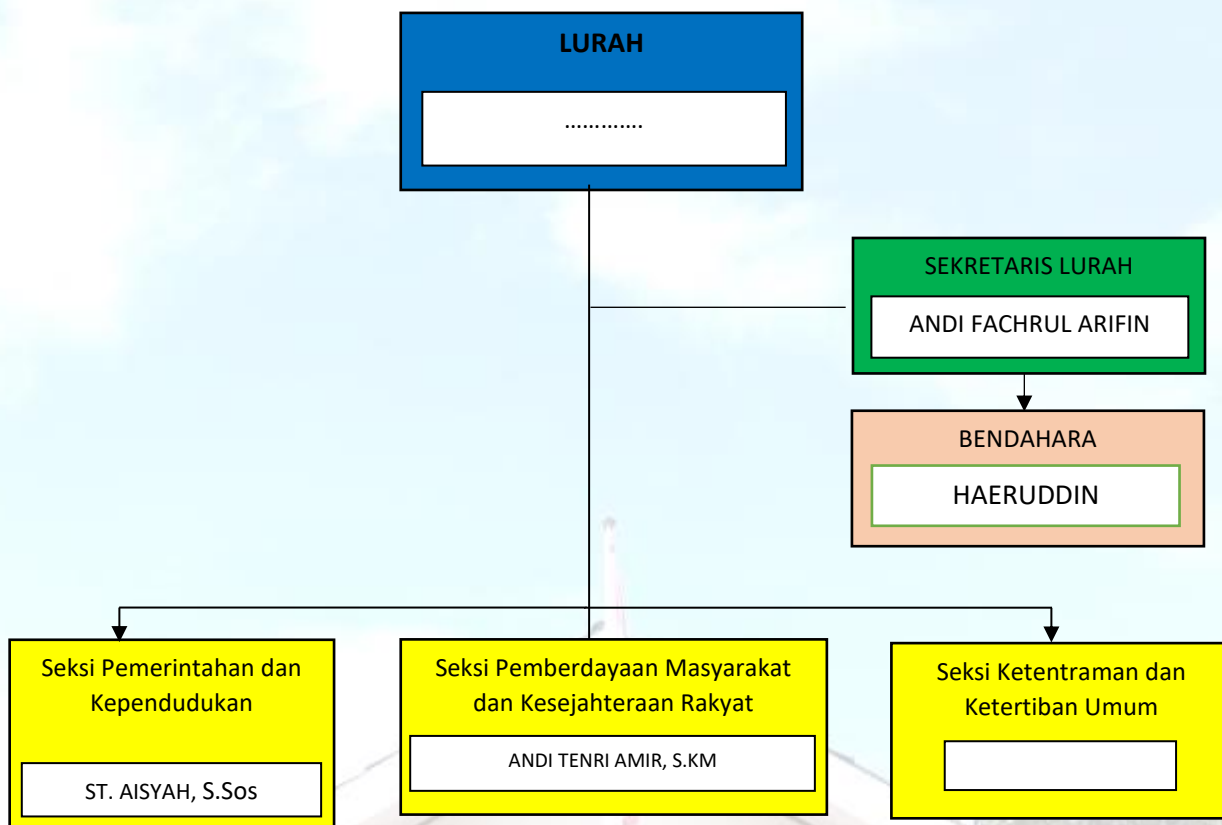 LURAH
………….
SEKRETARIS LURAH
ANDI FACHRUL ARIFIN
BENDAHARA
HAERUDDIN
Seksi Pemerintahan dan
Kependudukan
ST. AISYAH, S.Sos
Seksi Pemberdayaan Masyarakat
dan Kesejahteraan Rakyat
ANDI TENRI AMIR, S.KM
Seksi Ketentraman dan
Ketertiban Umum